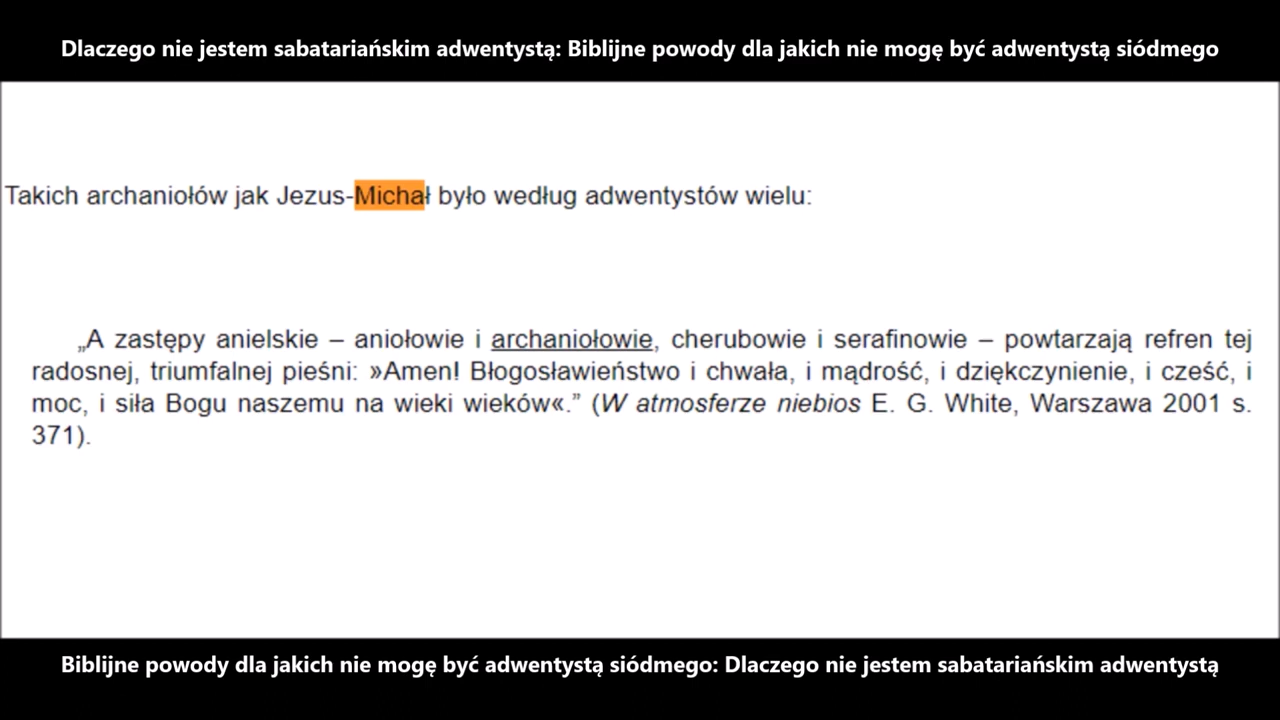 Dlaczego nie jestem sabatariańskim adwentystą: Biblijne powody dla jakich nie mogę być adwentystą siódmego
Takich archaniołów jak Jezus-Michał było według adwentystów wielu:
„A zastępy anielskie – aniołowie i archaniołowie, cherubowie i serafinowie – powtarzają refren tej
radosnej, triumfalnej pieśni: »Amen! Błogosławieństwo i chwała, i mądrość, i dziękczynienie, i cześć, i
moc, i siła Bogu naszemu na wieki wieków«.” (W atmosferze niebios E. G. White, Warszawa 2001 s.
371).
Biblijne powody dla jakich nie mogę być adwentystą siódmego: Dlaczego nie jestem sabatariańskim adwentystą